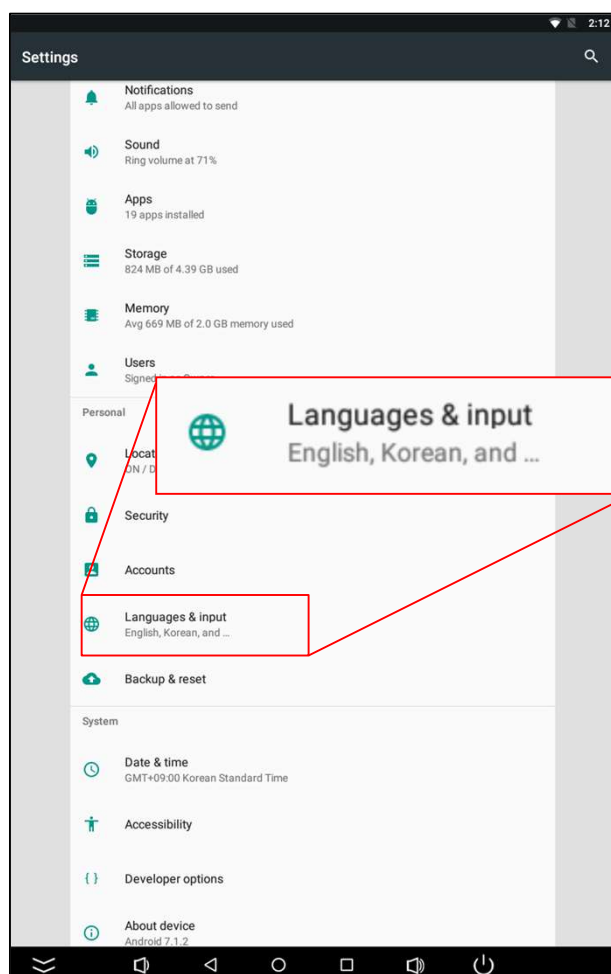 2:12
Settings
Notifications
All apps allowed to send
Sound
Ring volume at 71%
Apps
19 apps installed
Storage
824 MB of 4.39 GB used
Memory
Avg 669 MB of 2.0 GB memory used
Users
Signed
Personal
Languages & input
English, Korean, and ...
ON / D
Security
Accounts
Languages & input
English, Korean, and ...
Backup & reset
System
Date & time
GMT+09:00 Korean Standard Time
Accessibility
{ } Developer options
About device
Android 7.1.2